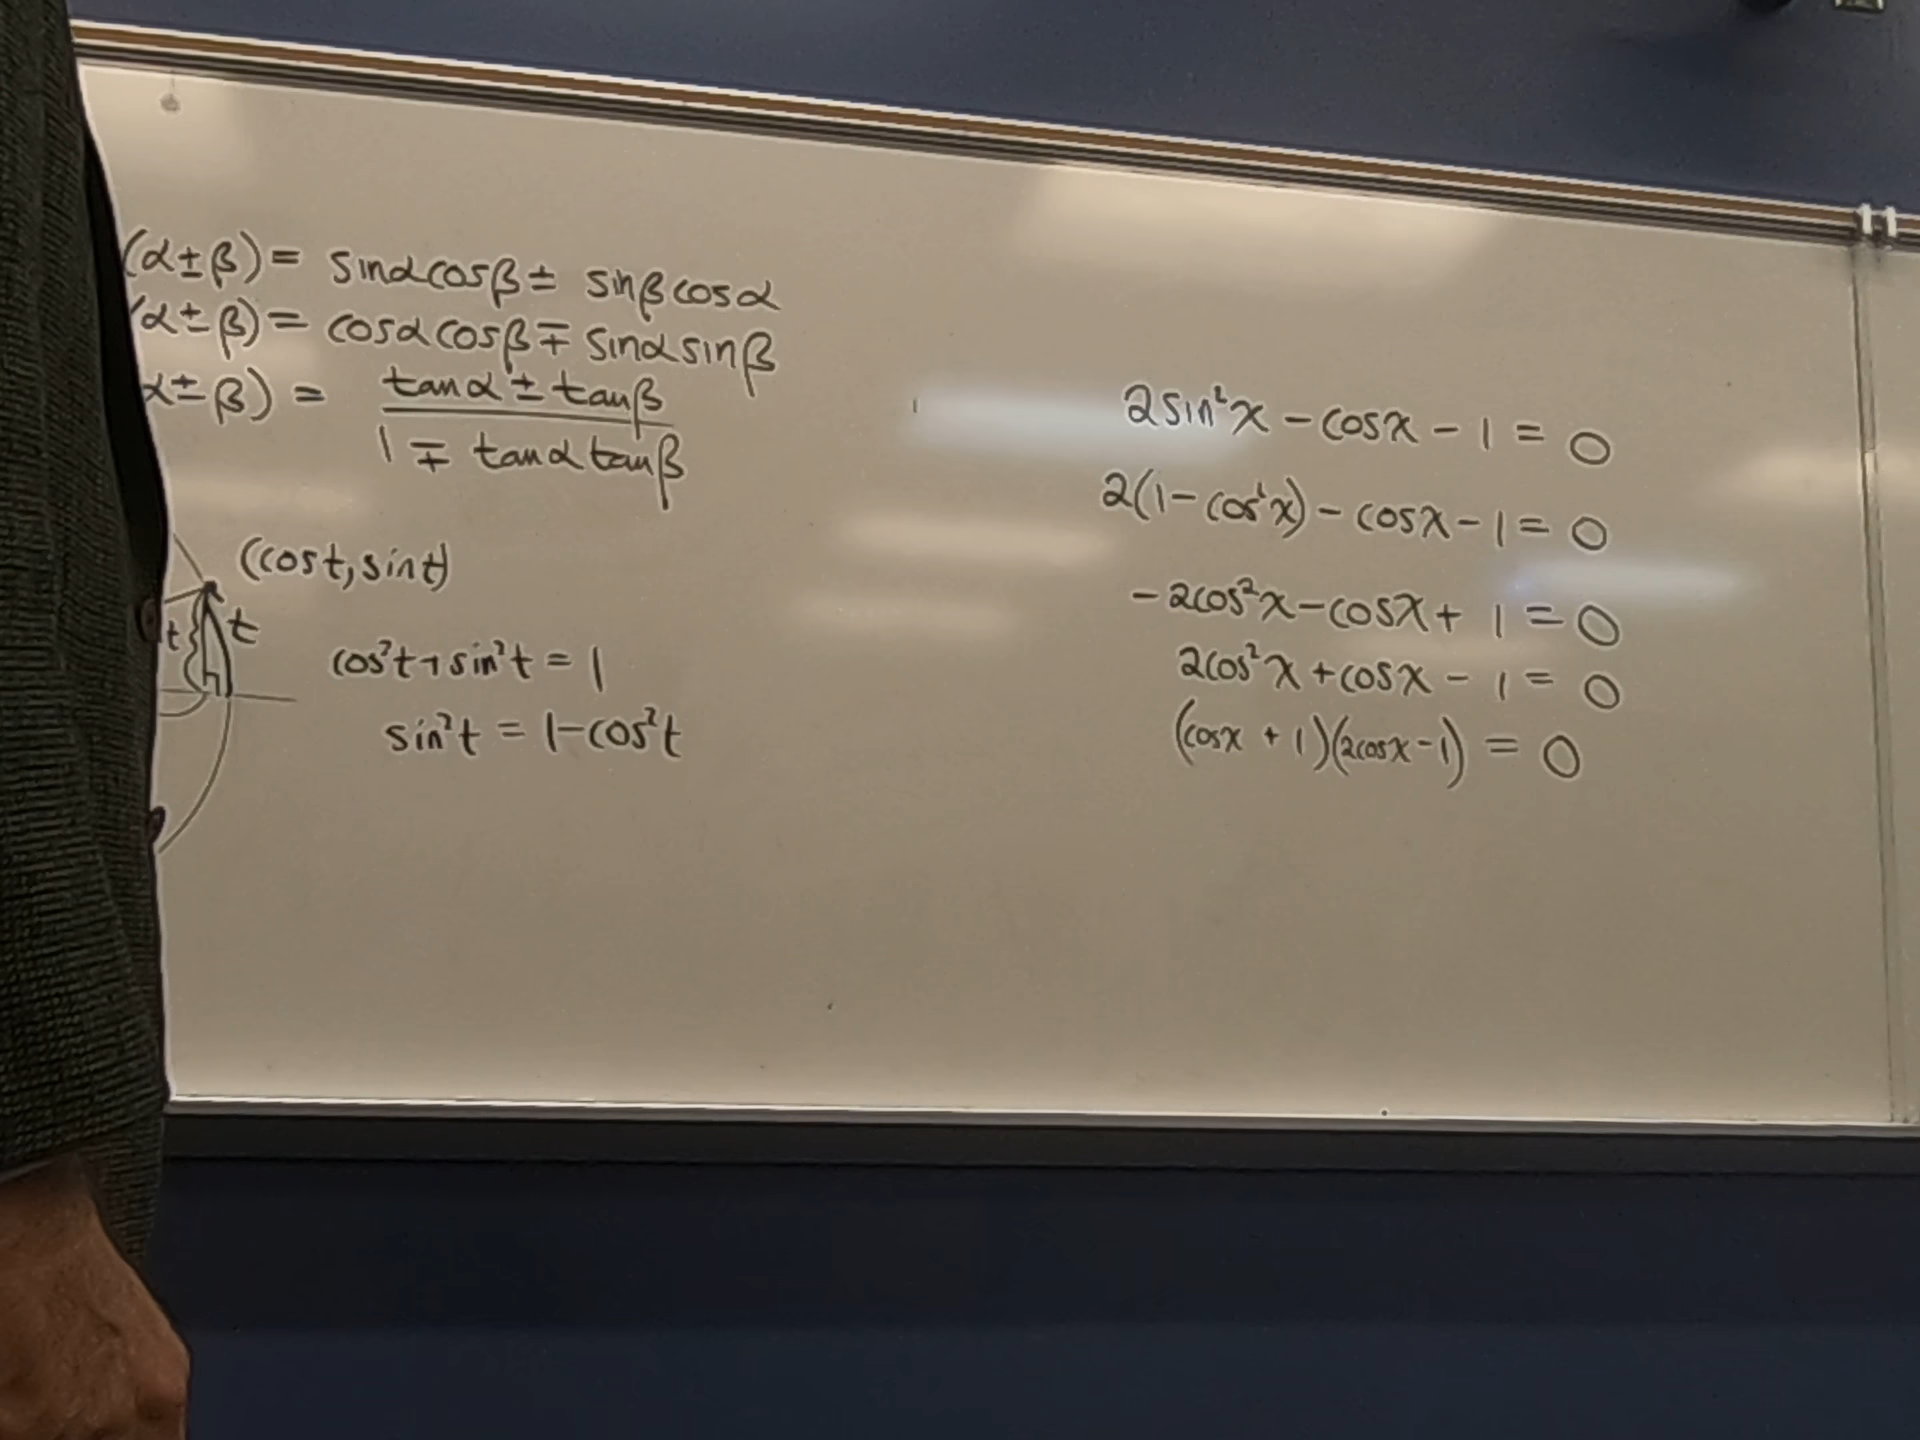 (α±β) = sinαcosβ ± sinβcosα
(α±β) = cosαcosβ ∓ sinαsinβ
α±β) = tanα ± tanβ
1 ∓ tanαtanβ
(cost, sint)
t
t
cos²t + sin²t = 1
sin²t = 1-cos²t
2sin²x - cosx - 1 = 0
2(1-cos²x) - cosx - 1 = 0
-2cos²x - cosx + 1 = 0
2cos²x + cosx - 1 = 0
(cosx + 1)(2cosx-1) = 0